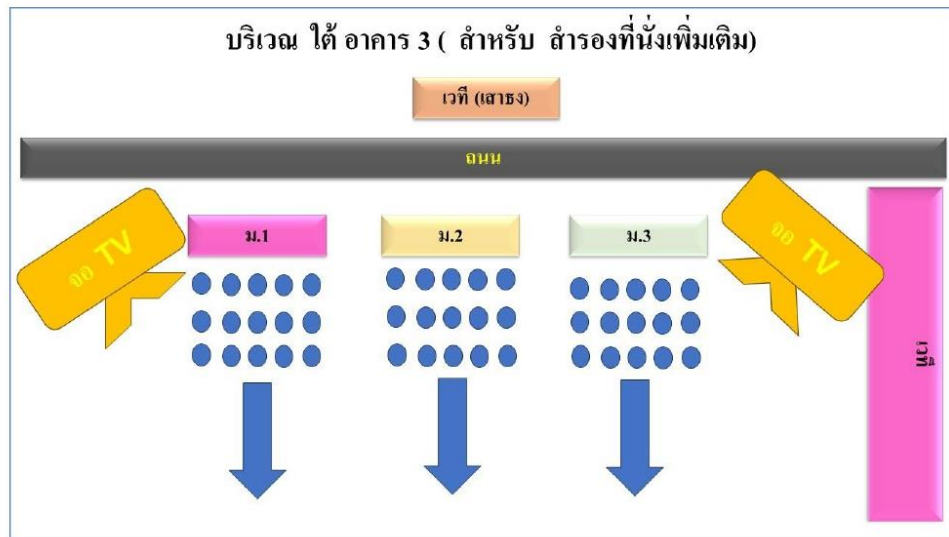 บริเวณ ใต้ อาคาร 3 ( สำหรับ สำรองที่นั่งเพิ่มเติม)
เวที (เสาธง)
ถนน
จอ TV
ม.1
ม.2
ม.3
จอ TV
เวที